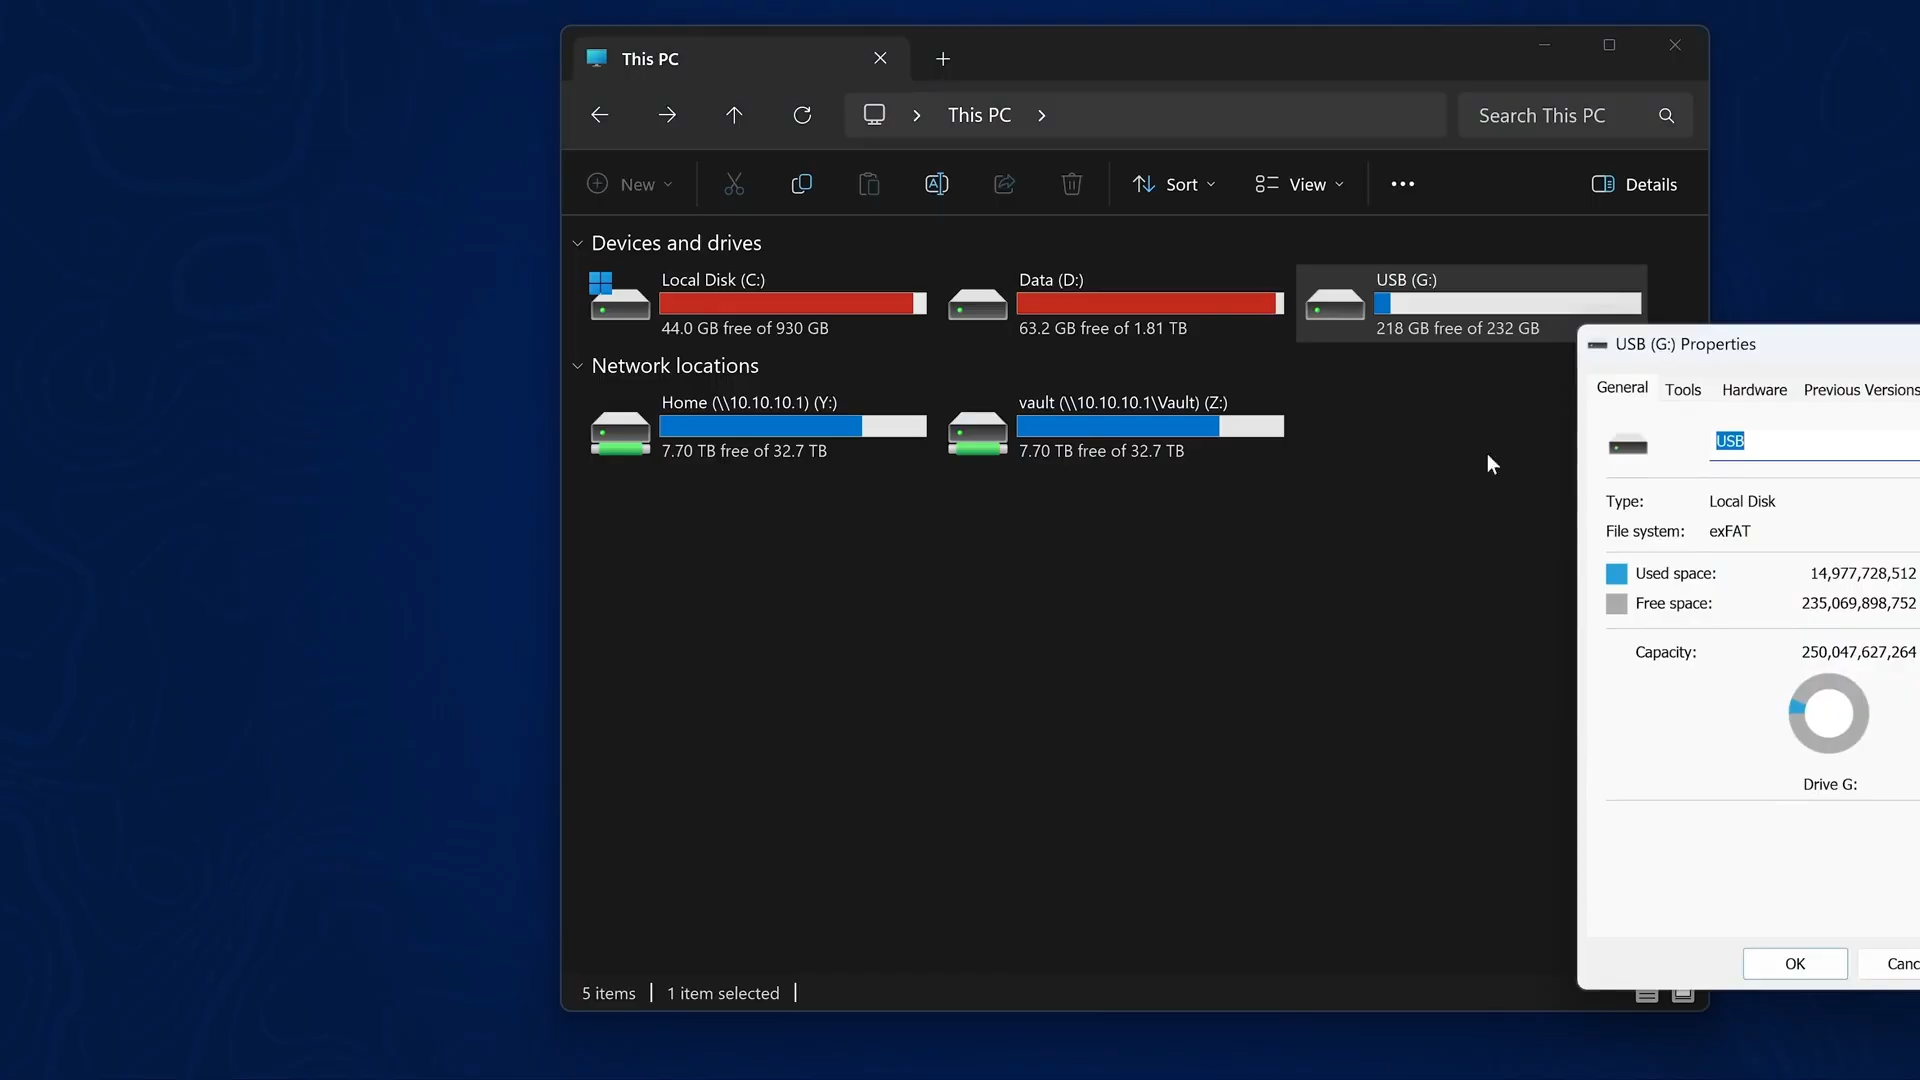 This PC
This PC
Search This PC
New
Sort
View
Details
Devices and drives
Local Disk (C:)
44.0 GB free of 930 GB
Data (D:)
63.2 GB free of 1.81 TB
USB (G:)
218 GB free of 232 GB
Network locations
Home (\\10.10.10.1) (Y:)
7.70 TB free of 32.7 TB
vault (\\10.10.10.1\Vault) (Z:)
7.70 TB free of 32.7 TB
5 items
1 item selected
USB (G:) Properties
General
Tools
Hardware
Previous Versions
USB
Type: Local Disk
File system: exFAT
Used space: 14,977,728,512
Free space: 235,069,898,752
Capacity: 250,047,627,264
Drive G:
OK
Canc